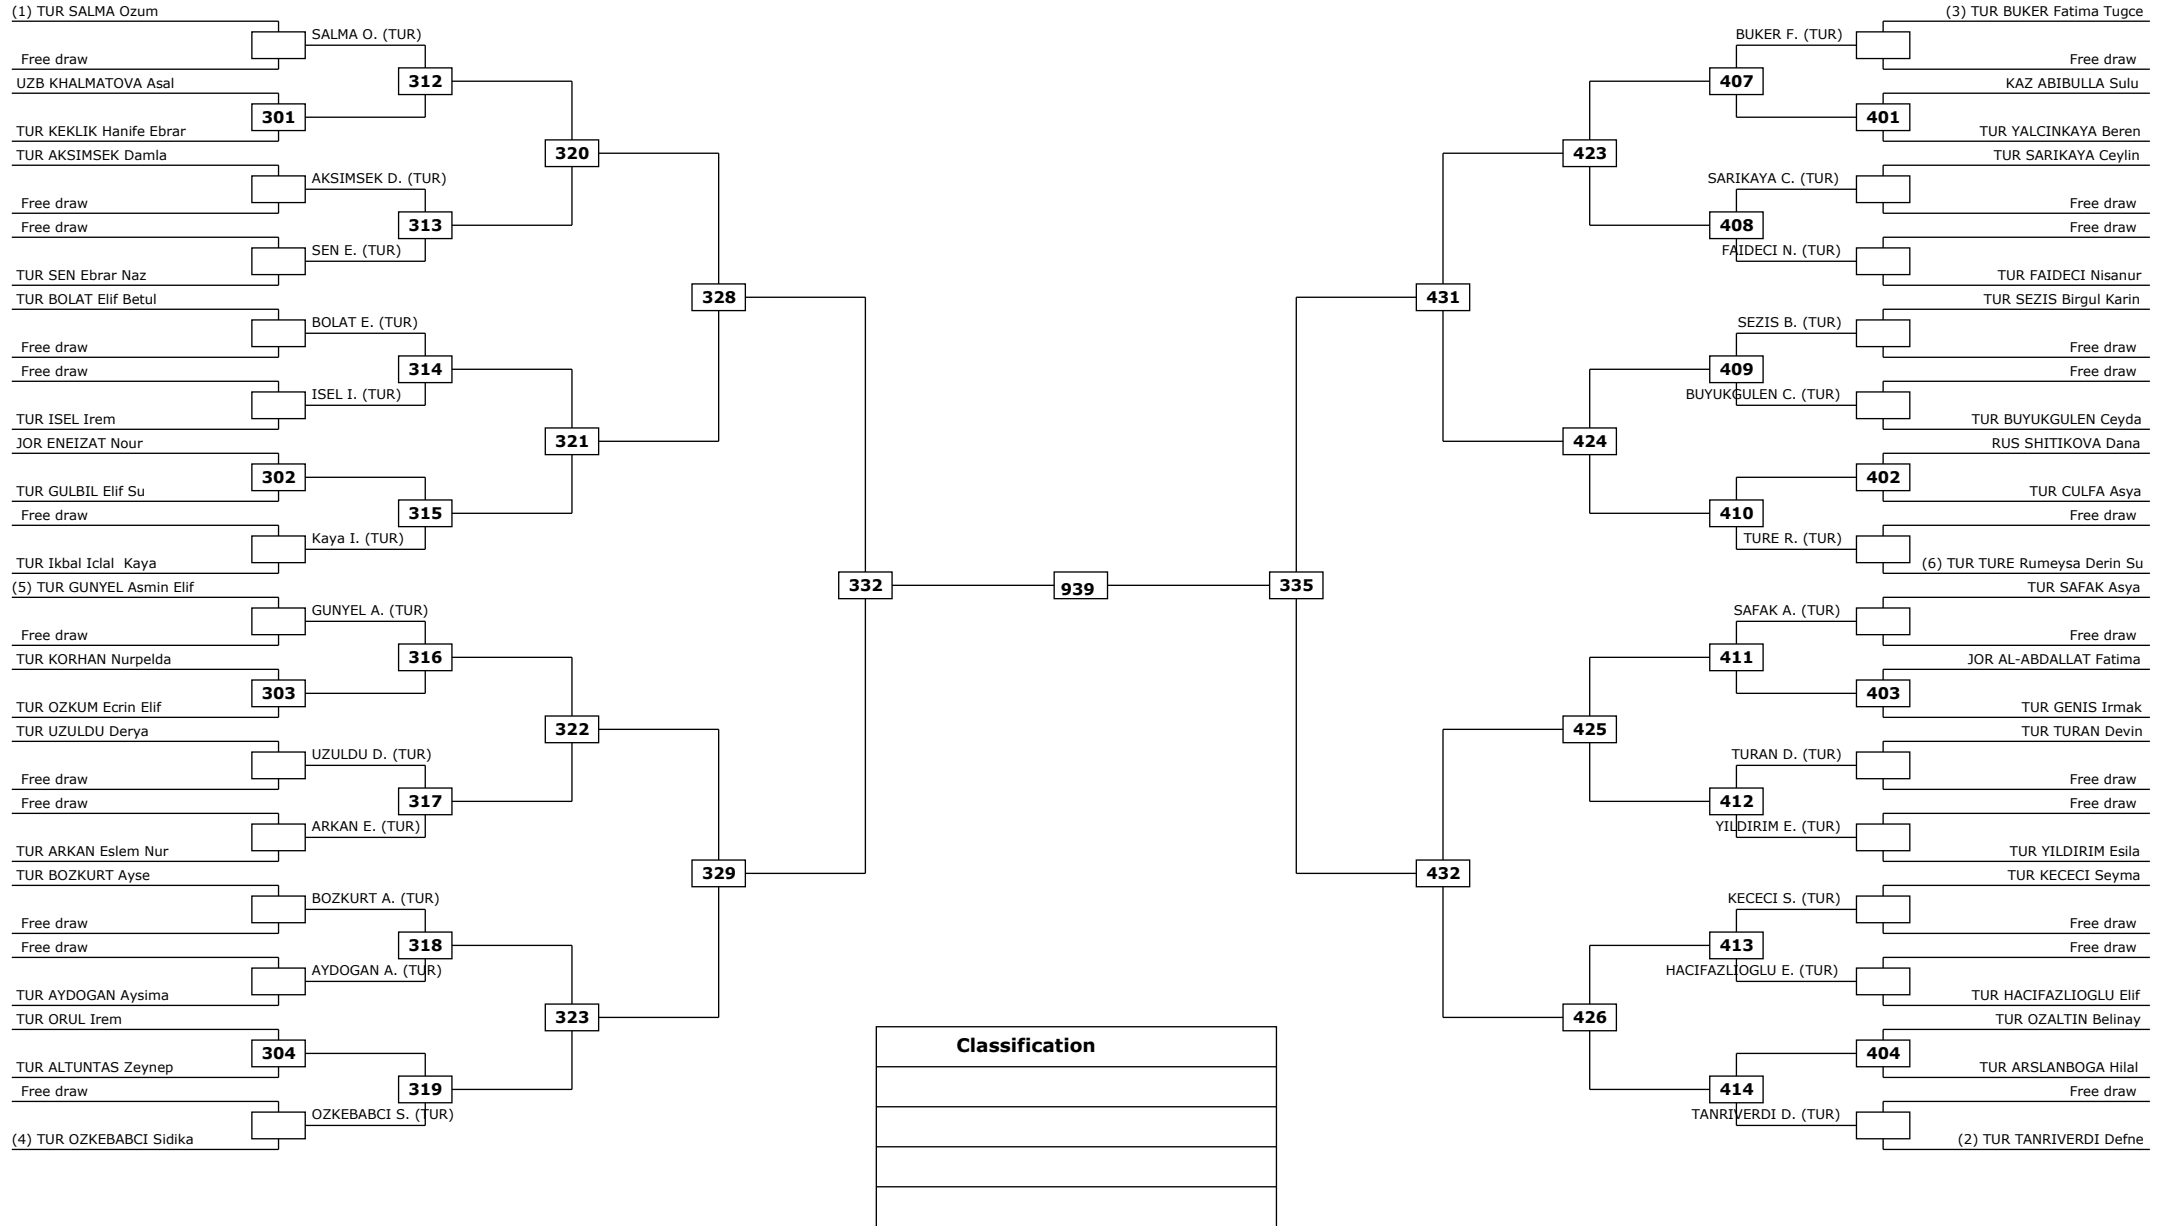 (1) TUR SALMA Ozum
SALMA O. (TUR)
Free draw
312
UZB KHALMATOVA Asal
301
TUR KEKLIK Hanife Ebrar
320
TUR AKSIMSEK Damla
AKSIMSEK D. (TUR)
Free draw
313
Free draw
SEN E. (TUR)
TUR SEN Ebrar Naz
328
TUR BOLAT Elif Betul
BOLAT E. (TUR)
Free draw
314
Free draw
ISEL I. (TUR)
TUR ISEL Irem
321
JOR ENEIZAT Nour
302
TUR GULBIL Elif Su
315
Free draw
Kaya I. (TUR)
TUR Ikbal Iclal  Kaya
332
(5) TUR GUNYEL Asmin Elif
GUNYEL A. (TUR)
Free draw
316
TUR KORHAN Nurpelda
303
TUR OZKUM Ecrin Elif
322
TUR UZULDU Derya
UZULDU D. (TUR)
Free draw
317
Free draw
ARKAN E. (TUR)
TUR ARKAN Eslem Nur
329
TUR BOZKURT Ayse
BOZKURT A. (TUR)
Free draw
318
Free draw
AYDOGAN A. (TUR)
TUR AYDOGAN Aysima
323
TUR ORUL Irem
304
TUR ALTUNTAS Zeynep
319
Free draw
OZKEBABCI S. (TUR)
(4) TUR OZKEBABCI Sidika
939
(3) TUR BUKER Fatima Tugce
BUKER F. (TUR)
Free draw
407
KAZ ABIBULLA Sulu
401
TUR YALCINKAYA Beren
423
TUR SARIKAYA Ceylin
SARIKAYA C. (TUR)
Free draw
408
Free draw
FAIDECI N. (TUR)
TUR FAIDECI Nisanur
431
TUR SEZIS Birgul Karin
SEZIS B. (TUR)
Free draw
409
Free draw
BUYUKGULEN C. (TUR)
TUR BUYUKGULEN Ceyda
424
RUS SHITIKOVA Dana
402
TUR CULFA Asya
410
Free draw
TURE R. (TUR)
(6) TUR TURE Rumeysa Derin Su
335
TUR SAFAK Asya
SAFAK A. (TUR)
Free draw
411
JOR AL-ABDALLAT Fatima
403
TUR GENIS Irmak
425
TUR TURAN Devin
TURAN D. (TUR)
Free draw
412
Free draw
YILDIRIM E. (TUR)
TUR YILDIRIM Esila
432
TUR KECECI Seyma
KECECI S. (TUR)
Free draw
413
Free draw
HACIFAZLIOGLU E. (TUR)
TUR HACIFAZLIOGLU Elif
426
TUR OZALTIN Belinay
404
TUR ARSLANBOGA Hilal
414
Free draw
TANRIVERDI D. (TUR)
(2) TUR TANRIVERDI Defne
Classification